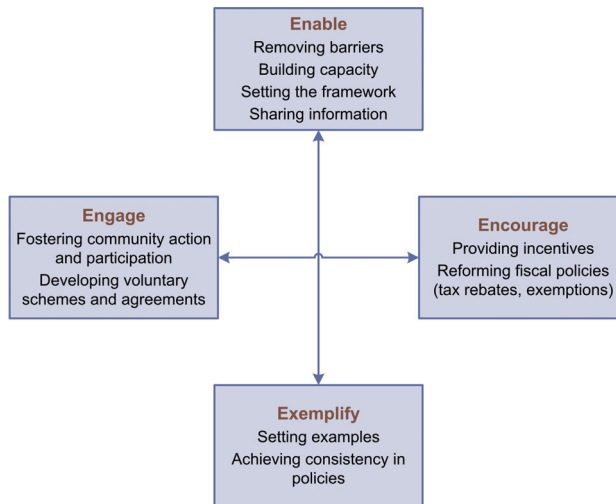 Enable
Removing barriers
Building capacity
Setting the framework
Sharing information
Engage
Fostering community action
and participation
Developing voluntary
schemes and agreements
Encourage
Providing incentives
Reforming fiscal policies
(tax rebates, exemptions)
Exemplify
Setting examples
Achieving consistency in
policies